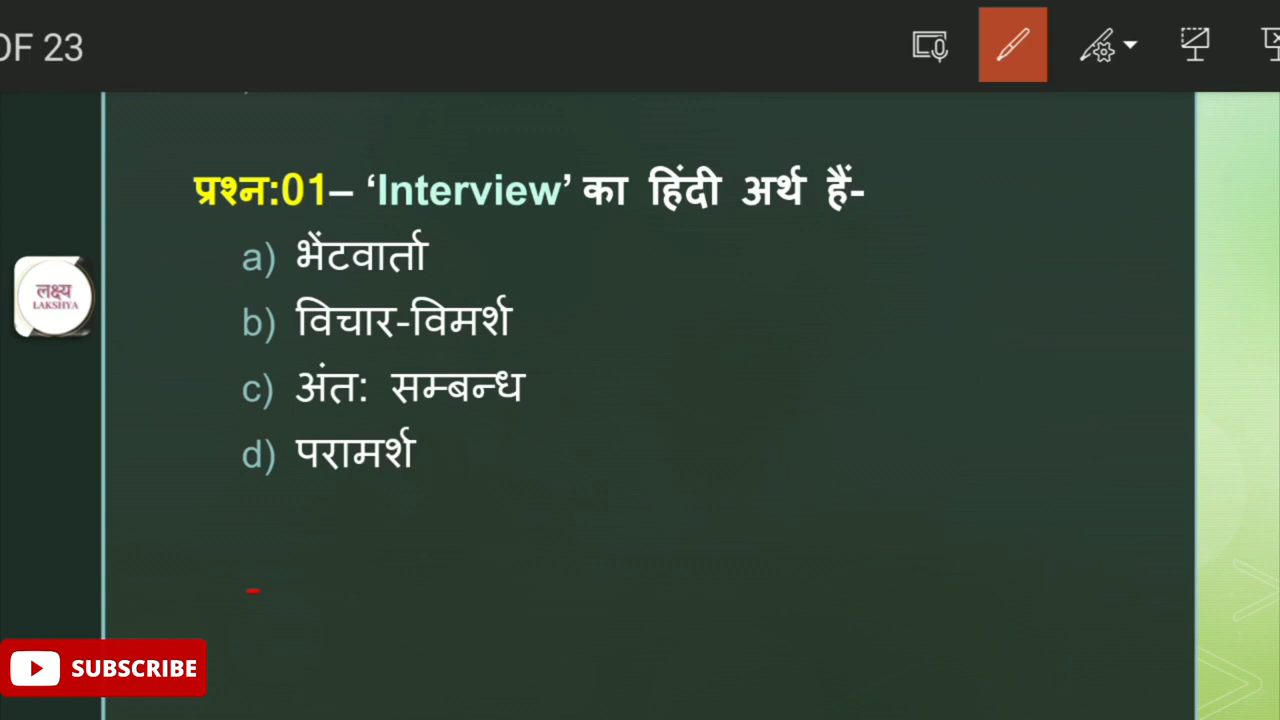 OF 23
प्रश्न:01– ‘Interview’ का हिंदी अर्थ हैं-
a) भेंटवार्ता
b) विचार-विमर्श
c) अंत: सम्बन्ध
d) परामर्श
लक्ष्य
LAKSHYA
SUBSCRIBE